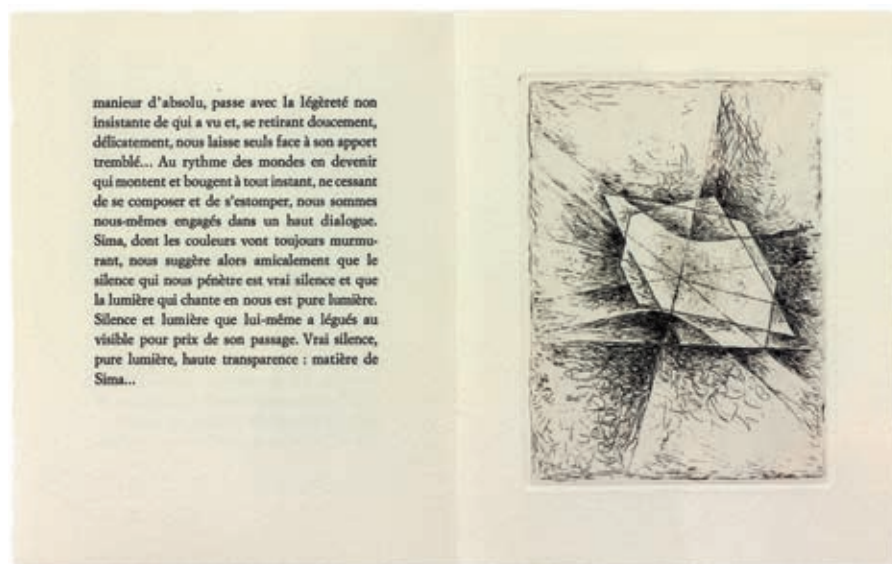 manieur d'absolu, passe avec la légèreté non
insistante de qui a vu et, se retirant doucement,
délicatement, nous laisse seuls face à son apport
tremblé... Au rythme des mondes en devenir
qui montent et bougent à tout instant, ne cessant
de se composer et de s'estomper, nous sommes
nous-mêmes engagés dans un haut dialogue.
Sima, dont les couleurs vont toujours murmu-
rant, nous suggère alors amicalement que le
silence qui nous pénètre est vrai silence et que
la lumière qui chante en nous est pure lumière.
Silence et lumière que lui-même a légués au
visible pour prix de son passage. Vrai silence,
pure lumière, haute transparence : matière de
Sima...